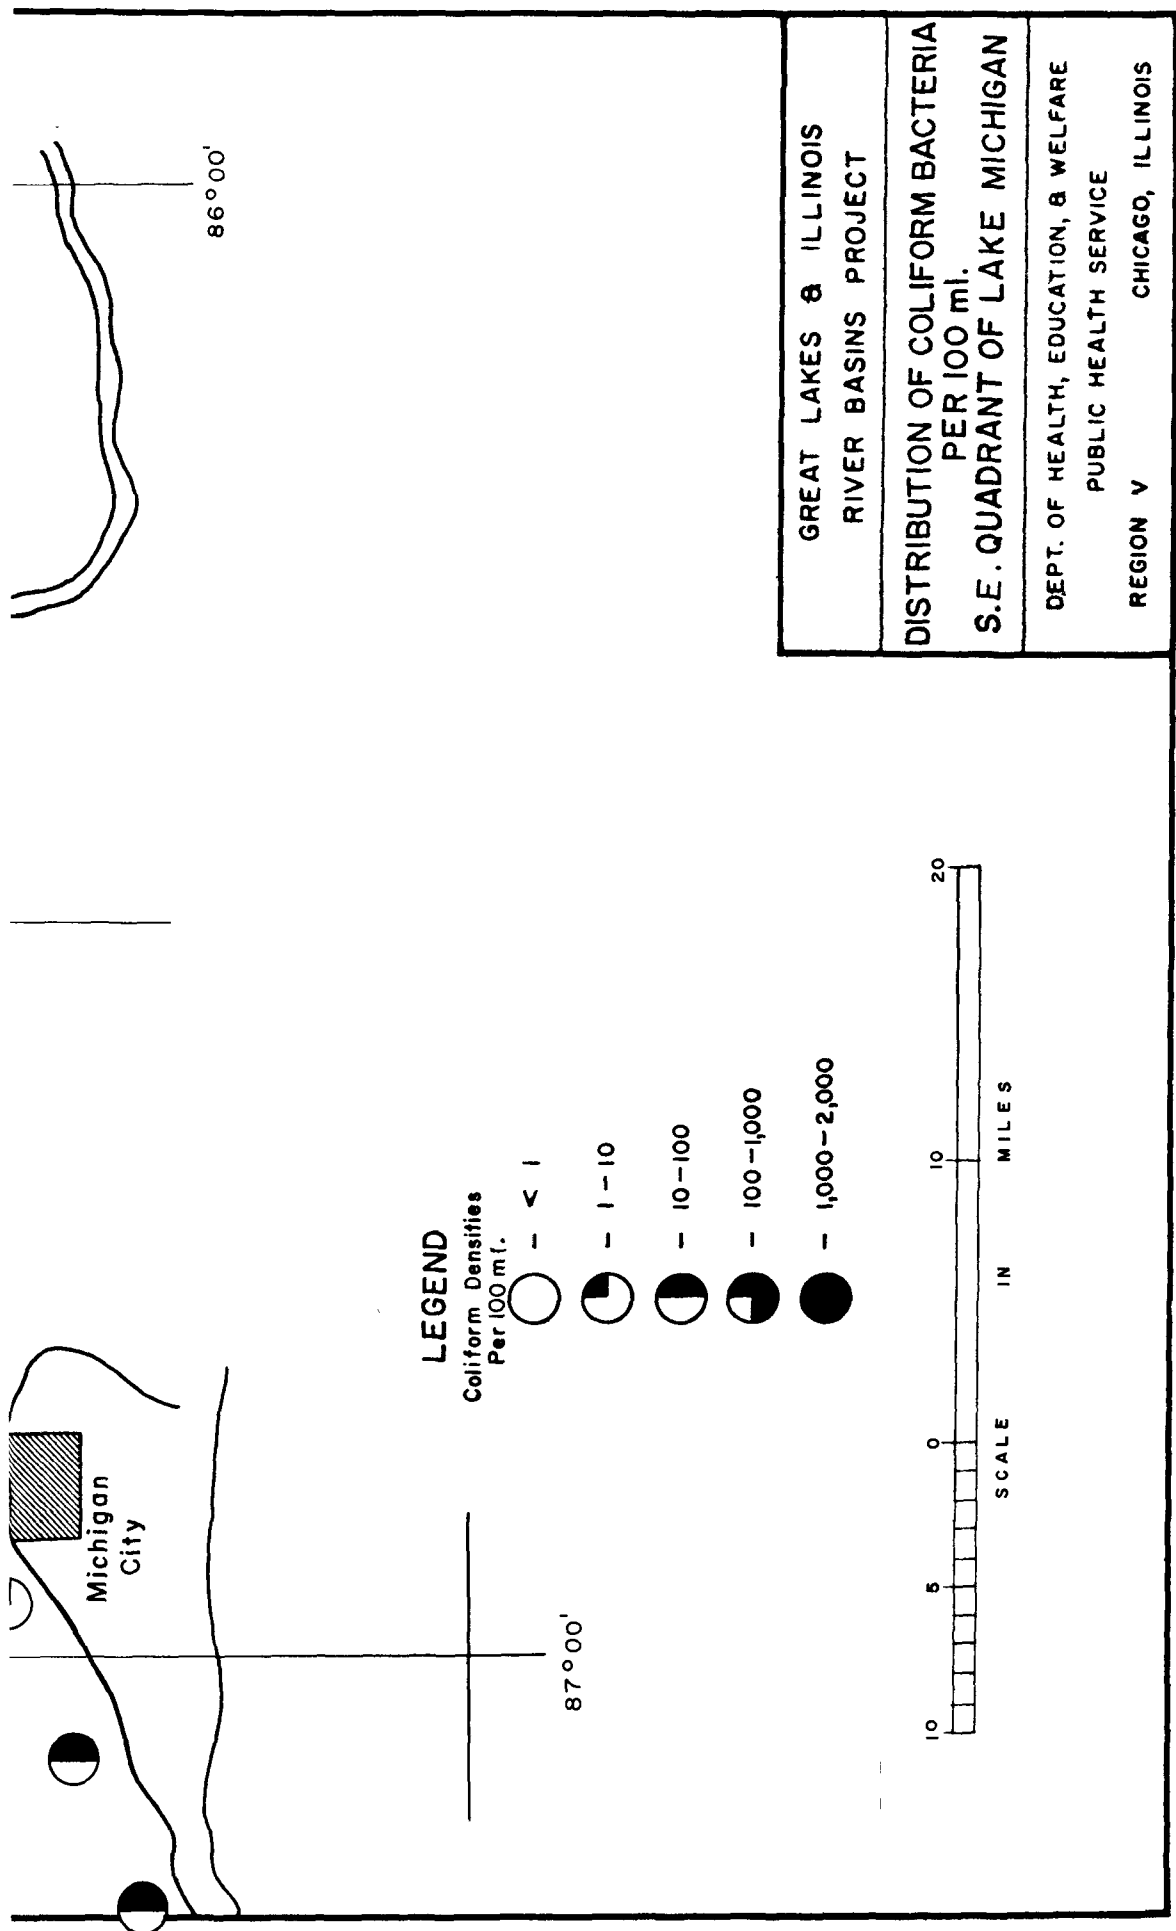 86°00'
Michigan
City
87°00'
LEGEND
Coliform Densities
Per 100 ml.
– < 1
– 1–10
– 10–100
– 100–1,000
– 1,000–2,000
10 5 0 10 20
SCALE IN MILES
GREAT LAKES & ILLINOIS
RIVER BASINS PROJECT
DISTRIBUTION OF COLIFORM BACTERIA
PER 100 ml.
S.E. QUADRANT OF LAKE MICHIGAN
DEPT. OF HEALTH, EDUCATION, & WELFARE
PUBLIC HEALTH SERVICE
REGION V CHICAGO, ILLINOIS